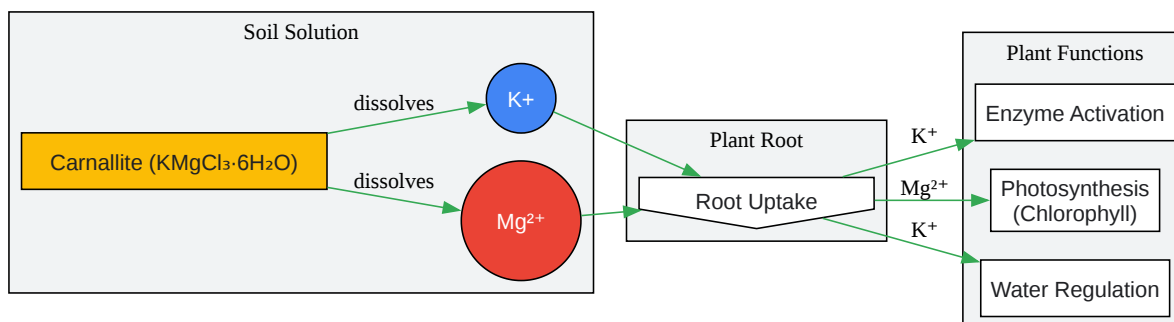 Soil Solution
Carnallite (KMgCl₃·6H₂O)
dissolves
dissolves
K+
Mg²⁺
Plant Root
Root Uptake
K⁺
Mg²⁺
K⁺
Plant Functions
Enzyme Activation
Photosynthesis
(Chlorophyll)
Water Regulation